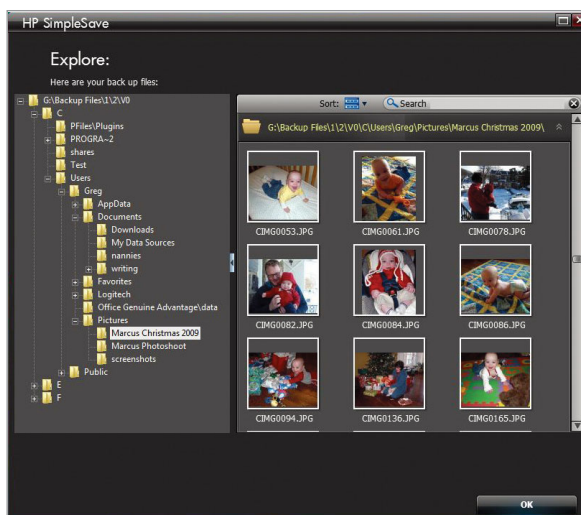 HP SimpleSave
Explore:
Here are your back up files:
G:\Backup Files\1\2\V0
C
PFiles\Plugins
PROGRA~2
shares
Test
Users
Greg
AppData
Documents
Downloads
My Data Sources
nannies
writing
Favorites
Logitech
Office Genuine Advantage\data
Pictures
Marcus Christmas 2009
Marcus Photoshoot
screenshots
Public
E
F
Sort: Search
G:\Backup Files\1\2\V0\C\Users\Greg\Pictures\Marcus Christmas 2009\
CIMG0053.JPG CIMG0061.JPG CIMG0078.JPG
CIMG0082.JPG CIMG0084.JPG CIMG0086.JPG
CIMG0094.JPG CIMG0136.JPG CIMG0165.JPG
OK